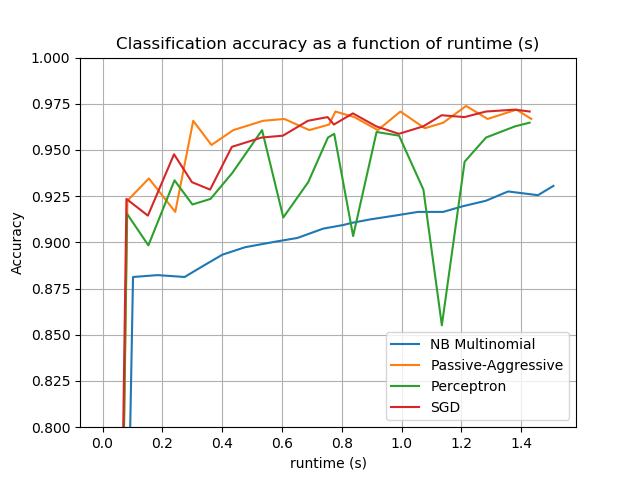 Classification accuracy as a function of runtime (s)
1.000
0.975
0.950
0.925
0.900
0.875
0.850
0.825
0.800
Accuracy
NB Multinomial
Passive-Aggressive
Perceptron
SGD
0.0 0.2 0.4 0.6 0.8 1.0 1.2 1.4
runtime (s)